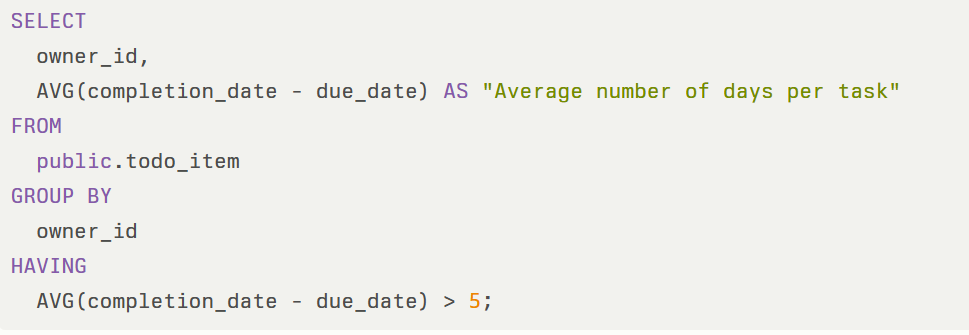 SELECT
owner_id,
AVG(completion_date - due_date) AS "Average number of days per task"
FROM
public.todo_item
GROUP BY
owner_id
HAVING
AVG(completion_date - due_date) > 5;